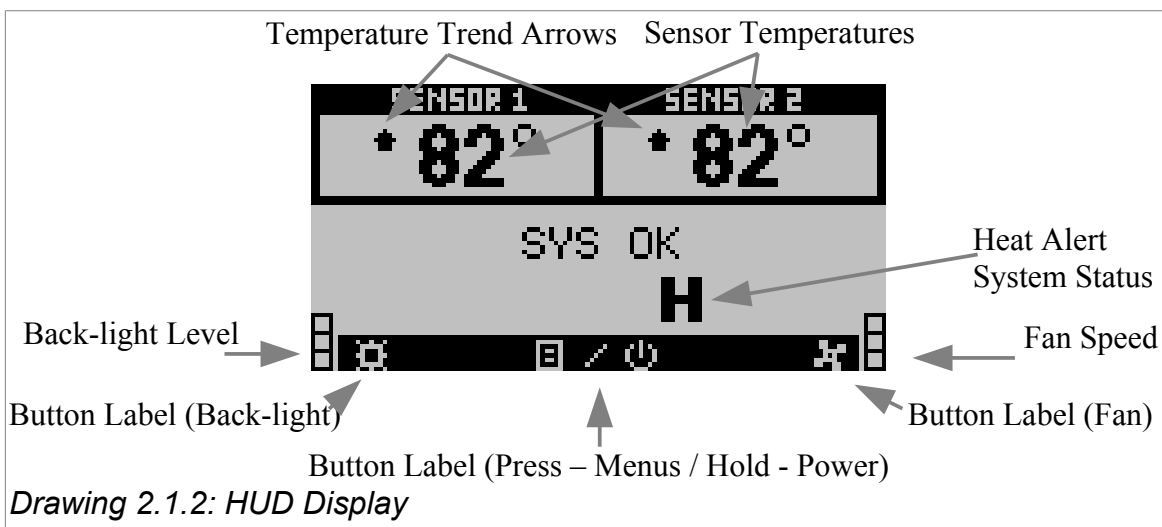 Temperature Trend Arrows Sensor Temperatures
SENSOR 1 SENSOR 2
82° 82°
SYS OK
Heat Alert
System Status
H
Back-light Level
Fan Speed
Button Label (Back-light)
Button Label (Fan)
Button Label (Press – Menus / Hold - Power)
Drawing 2.1.2: HUD Display